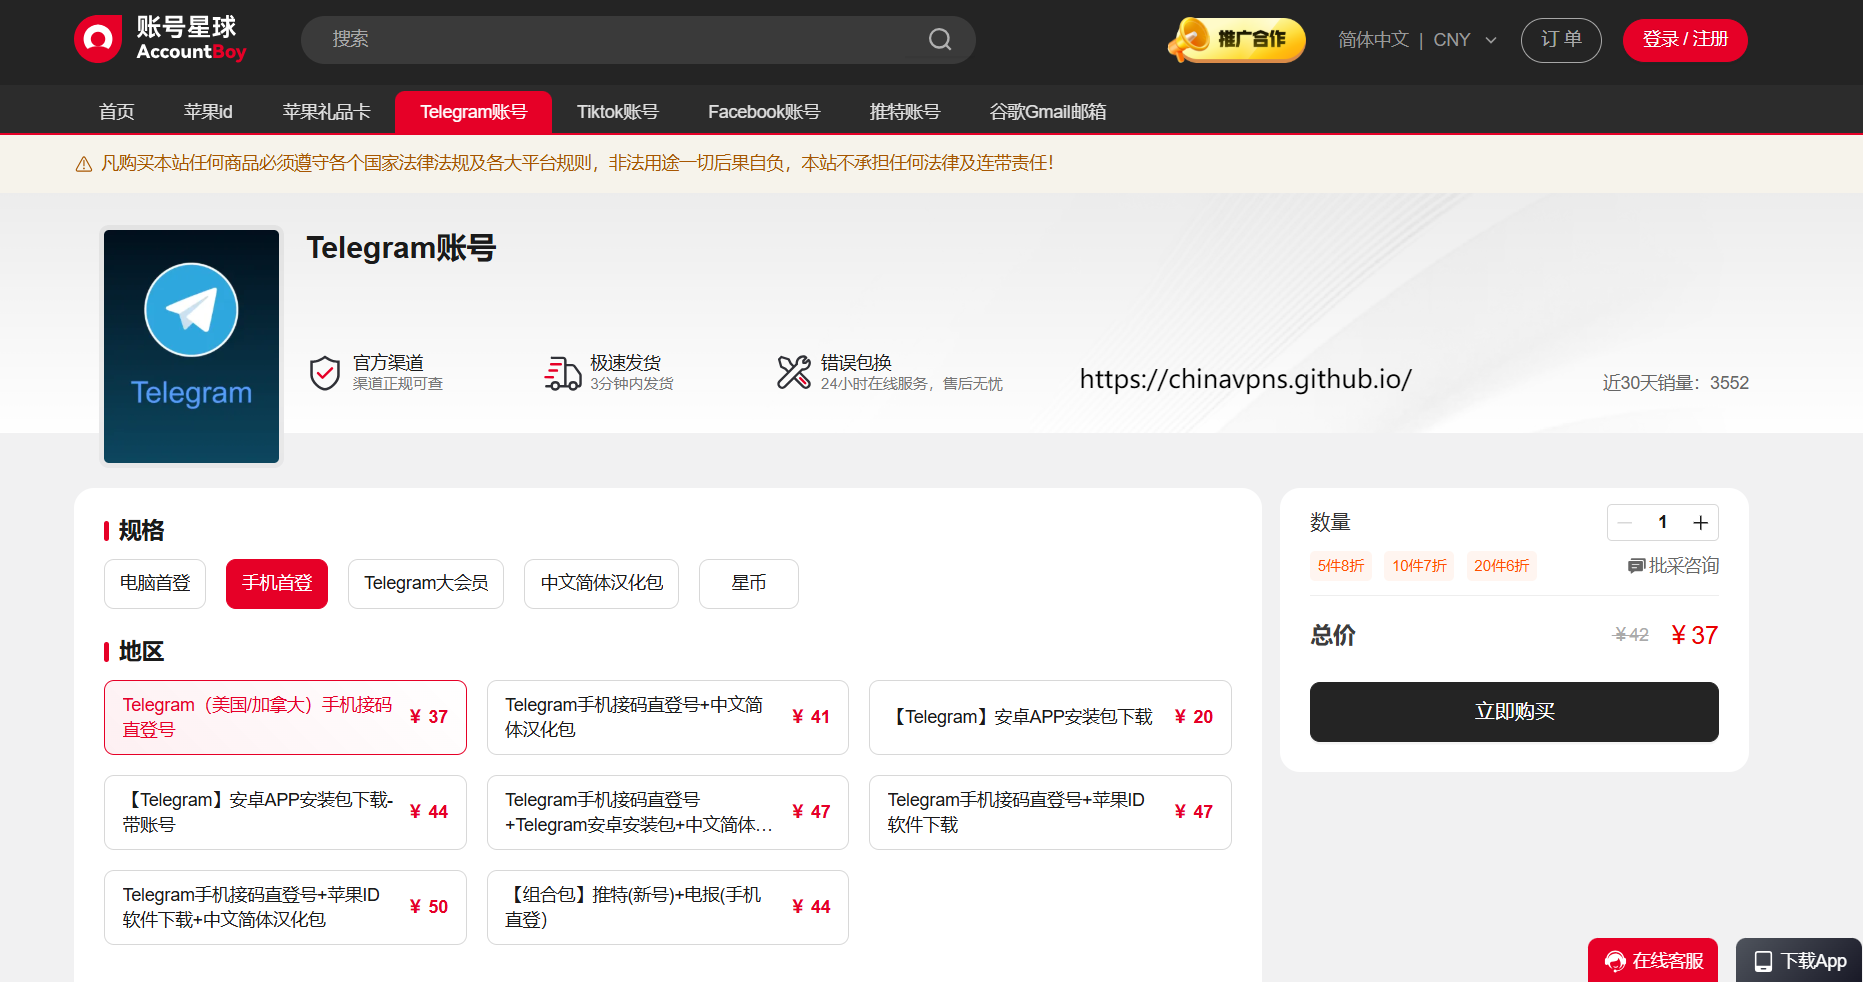 账号星球
AccountBoy
搜索
推广合作
简体中文 | CNY
订 单
登录 / 注册
首页
苹果id
苹果礼品卡
Telegram账号
Tiktok账号
Facebook账号
推特账号
谷歌Gmail邮箱
凡购买本站任何商品必须遵守各个国家法律法规及各大平台规则，非法用途一切后果自负，本站不承担任何法律及连带责任！
Telegram
Telegram账号
官方渠道
渠道正规可查
极速发货
3分钟内发货
错误包换
24小时在线服务，售后无忧
https://chinavpns.github.io/
近30天销量：3552
规格
电脑首登
手机首登
Telegram大会员
中文简体汉化包
星币
地区
Telegram（美国/加拿大）手机接码
直登号
¥ 37
Telegram手机接码直登号+中文简
体汉化包
¥ 41
【Telegram】安卓APP安装包下载
¥ 20
【Telegram】安卓APP安装包下载-
带账号
¥ 44
Telegram手机接码直登号
+Telegram安卓安装包+中文简体...
¥ 47
Telegram手机接码直登号+苹果ID
软件下载
¥ 47
Telegram手机接码直登号+苹果ID
软件下载+中文简体汉化包
¥ 50
【组合包】推特(新号)+电报(手机
直登）
¥ 44
数量
1
5件8折
10件7折
20件6折
批采咨询
总价
¥42
¥ 37
立即购买
在线客服
下载App